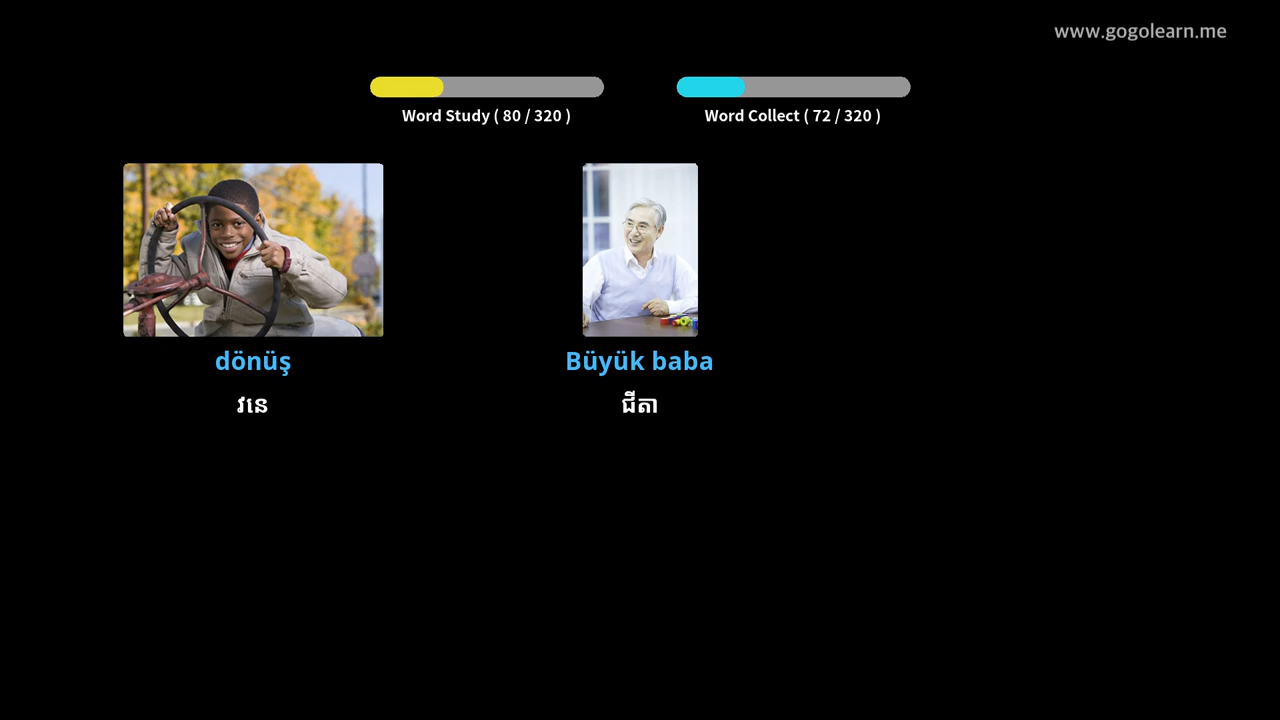 www.gogolearn.me
Word Study ( 80 / 320 )
Word Collect ( 72 / 320 )
dönüş
Büyük baba
វេន
ជីតា